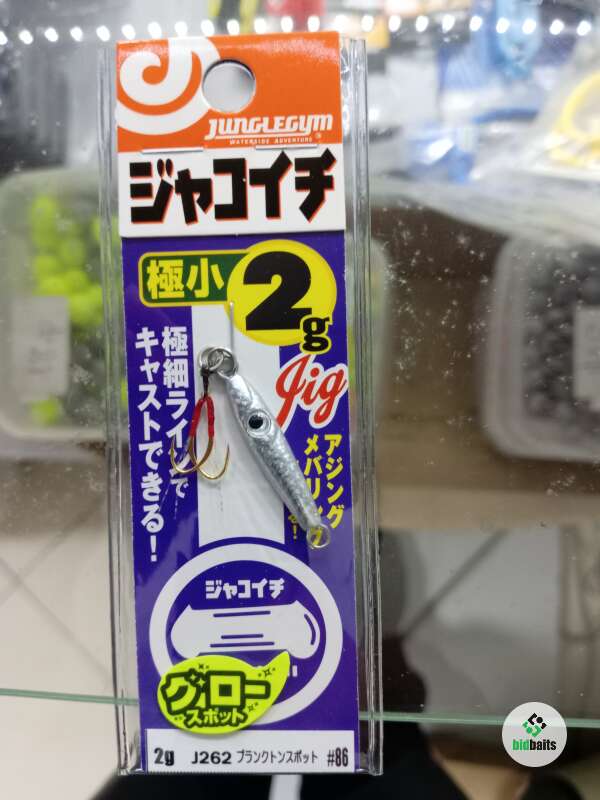 JUNGLEGYM
WATERSIDE ADVENTURE
ジャコイチ
極小
2g
Jig
極細ラインで
キャストできる!
アジング
メバリング
ジャコイチ
グロー
スポット
2g J262 プランクトンスポット #86
bidbaits